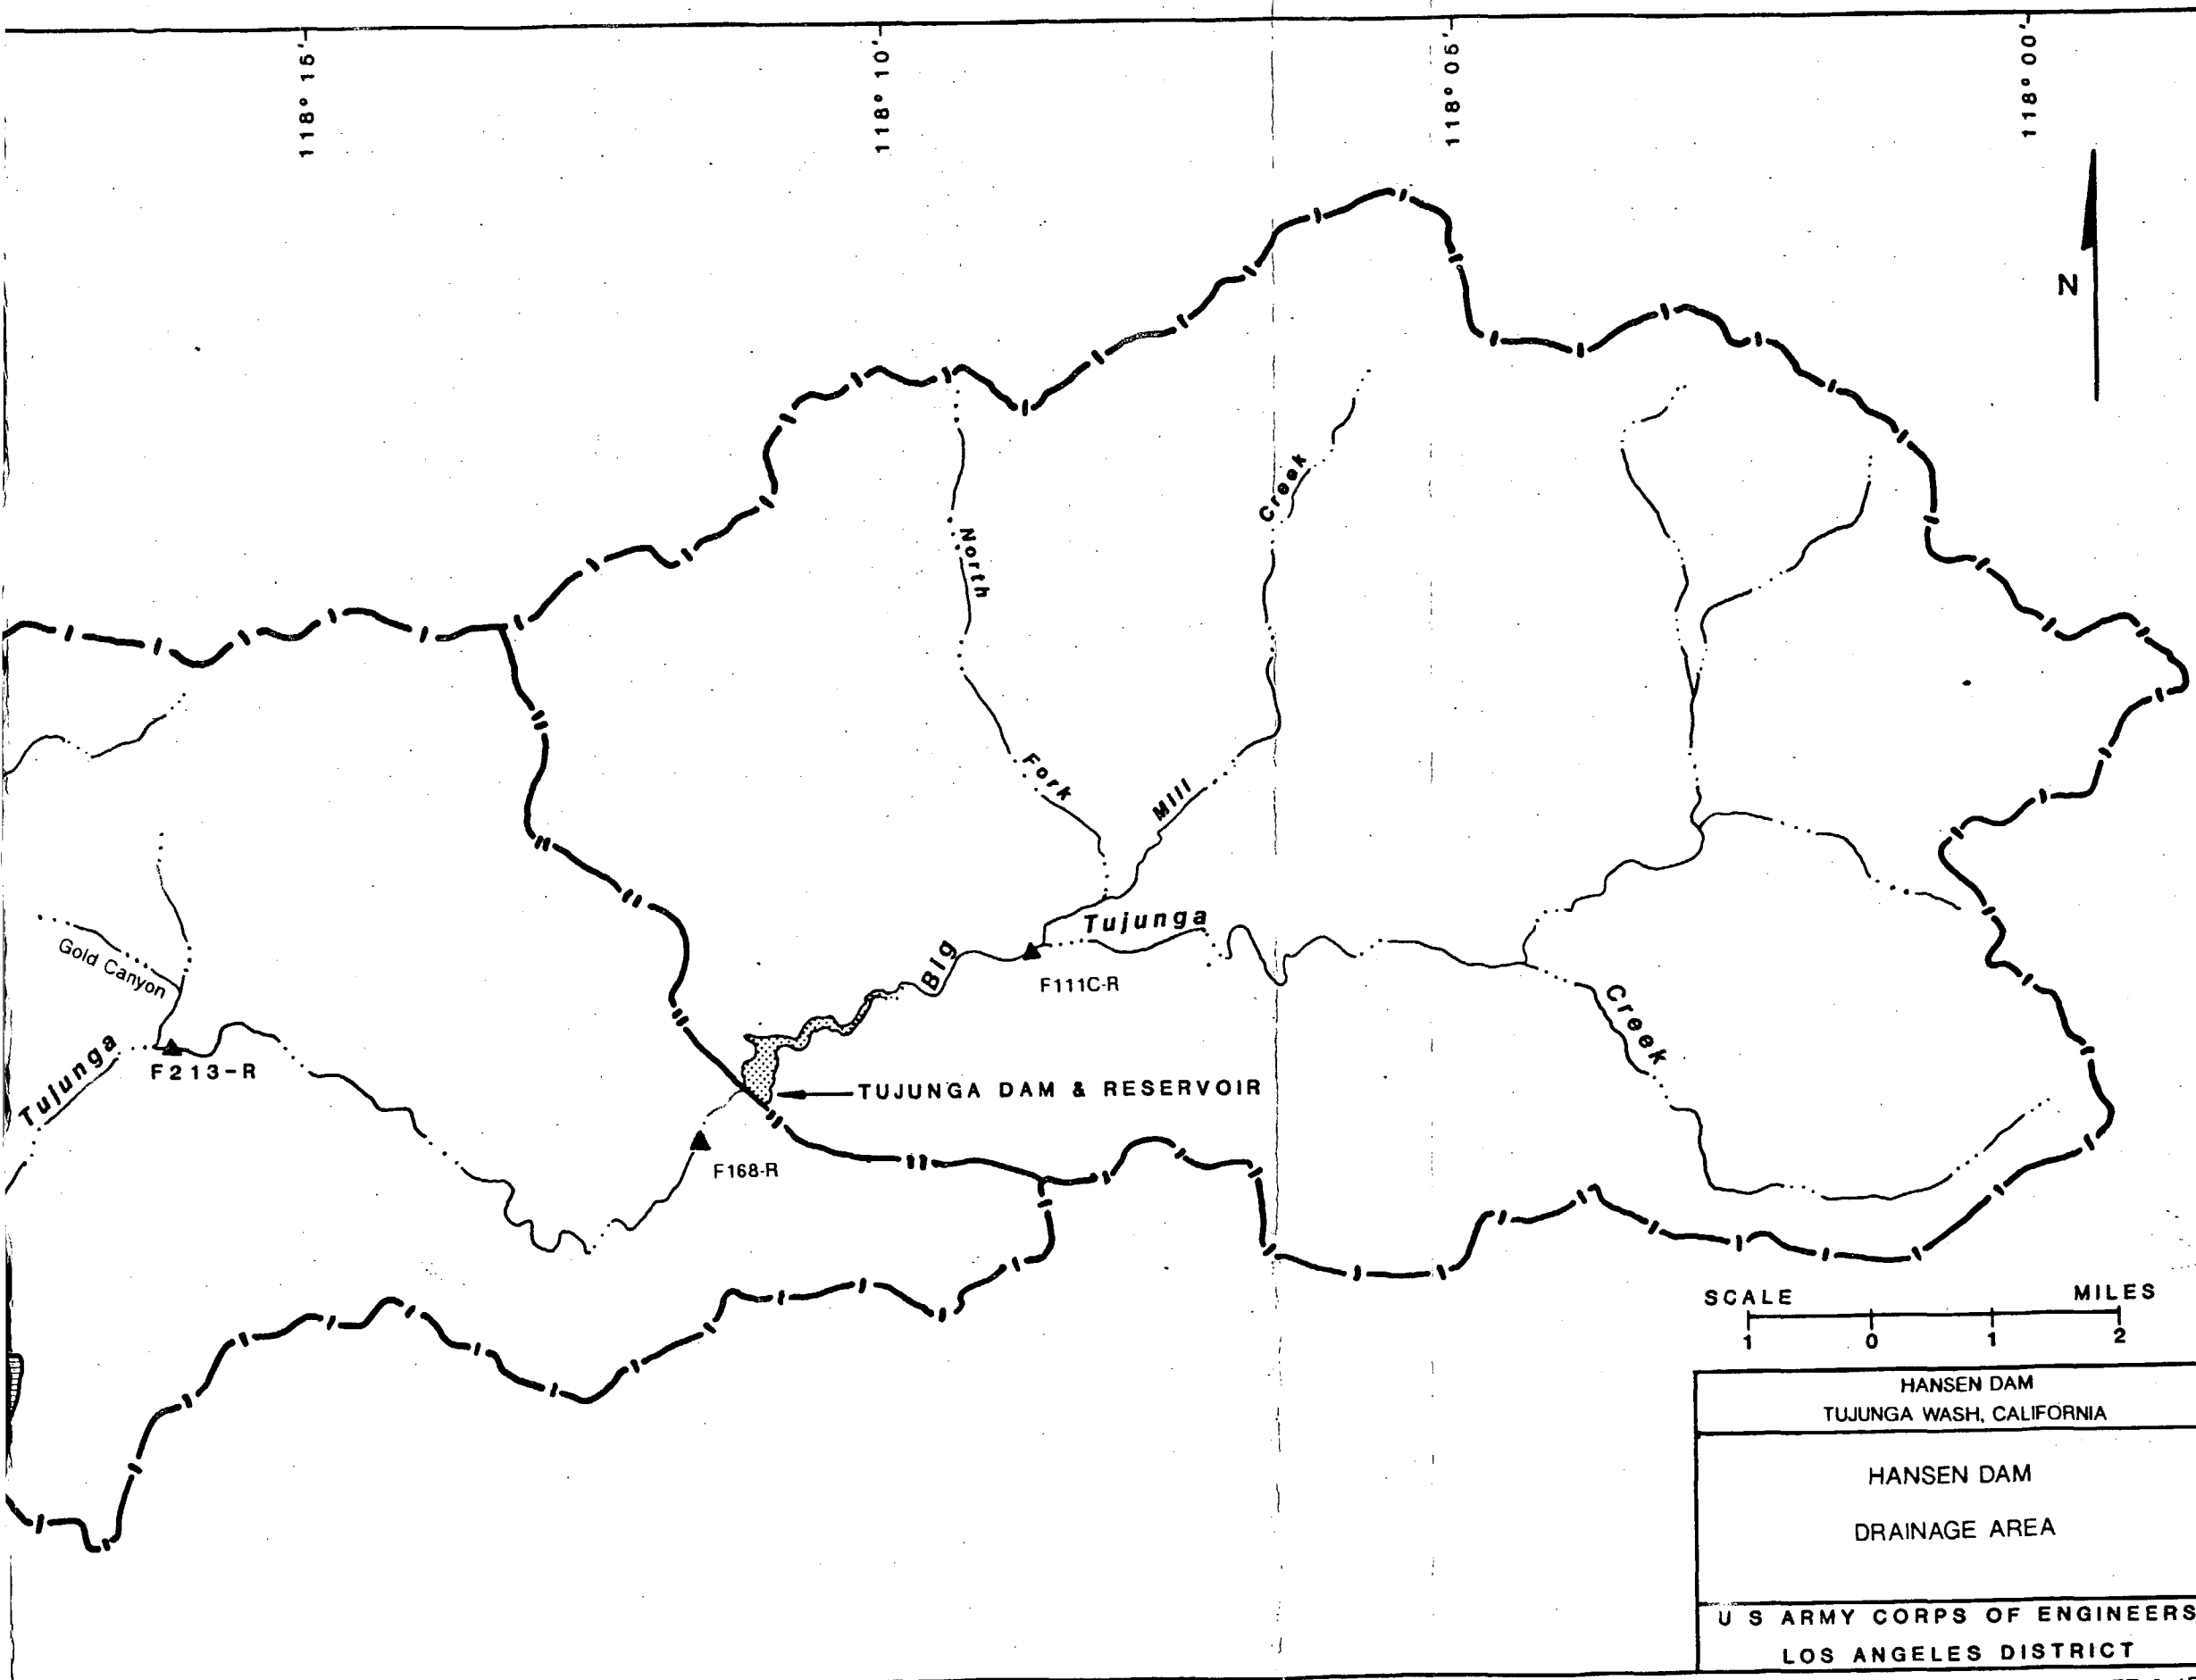 118° 15'
118° 10'
118° 05'
118° 00'
N
North
Creek
Fork
Mill
Tujunga
Big
F111C-R
Gold Canyon
Creek
Tujunga
F213-R
TUJUNGA DAM & RESERVOIR
F168-R
SCALE MILES
1 0 1 2
HANSEN DAM
TUJUNGA WASH, CALIFORNIA
HANSEN DAM
DRAINAGE AREA
U S ARMY CORPS OF ENGINEERS
LOS ANGELES DISTRICT